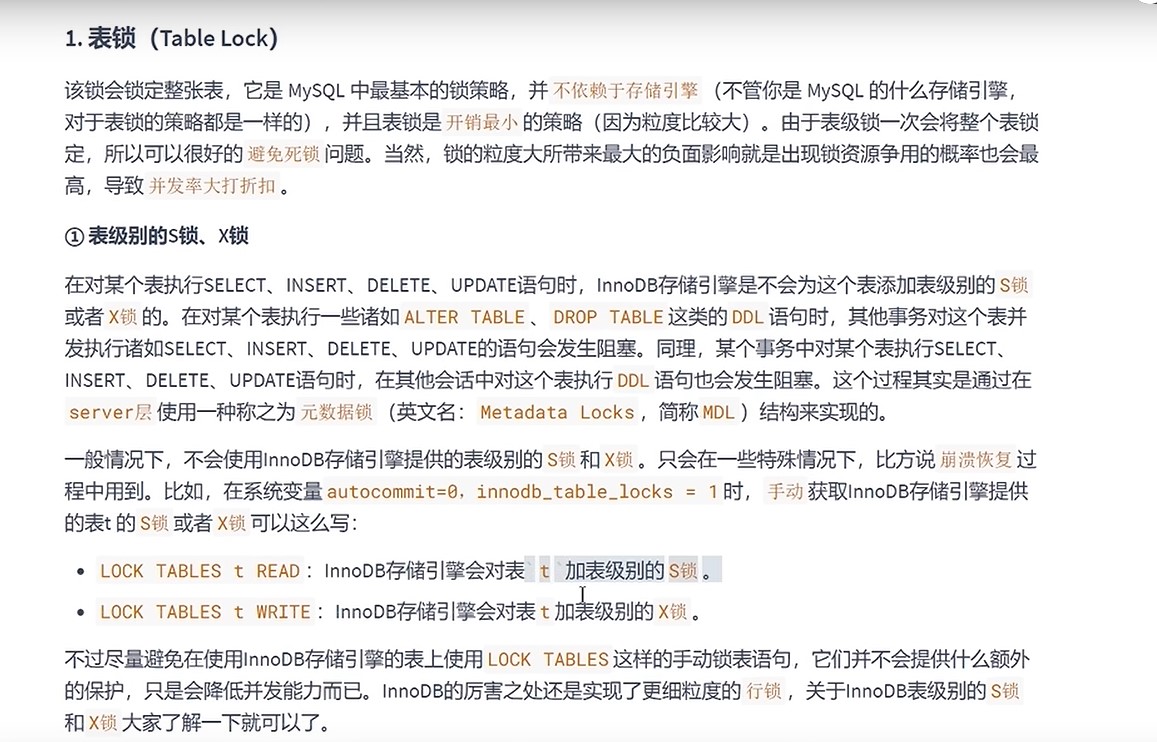 1. 表锁（Table Lock）
该锁会锁定整张表，它是 MySQL 中最基本的锁策略，并 不依赖于存储引擎 （不管你是 MySQL 的什么存储引擎，
对于表锁的策略都是一样的），并且表锁是 开销最小 的策略（因为粒度比较大）。由于表级锁一次会将整个表锁
定，所以可以很好的 避免死锁 问题。当然，锁的粒度大所带来最大的负面影响就是出现锁资源争用的概率也会最
高，导致 并发率大打折扣 。
① 表级别的S锁、X锁
在对某个表执行SELECT、INSERT、DELETE、UPDATE语句时，InnoDB存储引擎是不会为这个表添加表级别的 S锁
或者 X锁 的。在对某个表执行一些诸如 ALTER TABLE 、 DROP TABLE 这类的 DDL 语句时，其他事务对这个表并
发执行诸如SELECT、INSERT、DELETE、UPDATE的语句会发生阻塞。同理，某个事务中对某个表执行SELECT、
INSERT、DELETE、UPDATE语句时，在其他会话中对这个表执行 DDL 语句也会发生阻塞。这个过程其实是通过在
server层 使用一种称之为 元数据锁 （英文名： Metadata Locks ，简称 MDL ）结构来实现的。
一般情况下，不会使用InnoDB存储引擎提供的表级别的 S锁 和 X锁 。只会在一些特殊情况下，比方说 崩溃恢复 过
程中用到。比如，在系统变量 autocommit=0，innodb_table_locks = 1 时， 手动 获取InnoDB存储引擎提供
的表t 的 S锁 或者 X锁 可以这么写：
• LOCK TABLES t READ ：InnoDB存储引擎会对表 t 加表级别的 S锁 。
• LOCK TABLES t WRITE ：InnoDB存储引擎会对表 t 加表级别的 X锁 。
不过尽量避免在使用InnoDB存储引擎的表上使用 LOCK TABLES 这样的手动锁表语句，它们并不会提供什么额外
的保护，只是会降低并发能力而已。InnoDB的厉害之处还是实现了更细粒度的 行锁 ，关于InnoDB表级别的 S锁
和 X锁 大家了解一下就可以了。